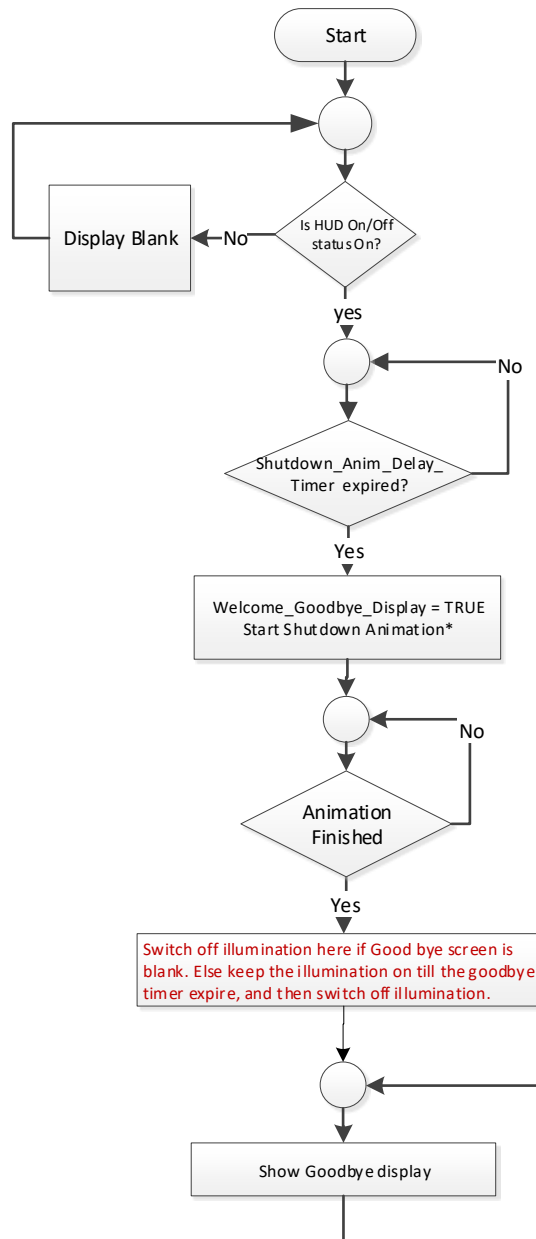 Start
Is HUD On/Off
status On?
No
Display Blank
yes
No
Shutdown_Anim_Delay_
Timer expired?
Yes
Welcome_Goodbye_Display = TRUE
Start Shutdown Animation*
No
Animation
Finished
Yes
Switch off illumination here if Good bye screen is
blank. Else keep the illumination on till the goodbye
timer expire, and then switch off illumination.
Show Goodbye display